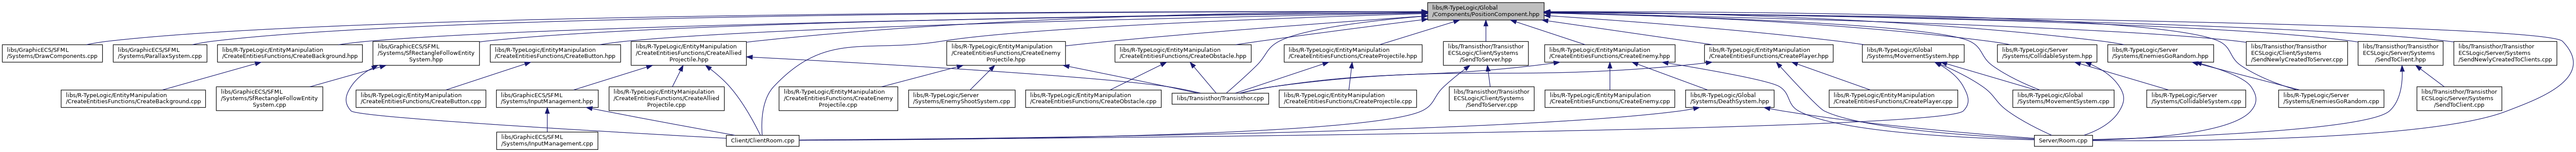 libs/R-TypeLogic/Global
/Components/PositionComponent.hpp
libs/GraphicECS/SFML
/Systems/DrawComponents.cpp
libs/GraphicECS/SFML
/Systems/ParallaxSystem.cpp
libs/R-TypeLogic/EntityManipulation
/CreateEntitiesFunctions/CreateBackground.hpp
libs/GraphicECS/SFML
/Systems/SfRectangleFollowEntity
System.hpp
libs/R-TypeLogic/EntityManipulation
/CreateEntitiesFunctions/CreateButton.hpp
libs/R-TypeLogic/EntityManipulation
/CreateEntitiesFunctions/CreateAllied
Projectile.hpp
libs/R-TypeLogic/EntityManipulation
/CreateEntitiesFunctions/CreateEnemy
Projectile.hpp
libs/R-TypeLogic/EntityManipulation
/CreateEntitiesFunctions/CreateObstacle.hpp
libs/R-TypeLogic/EntityManipulation
/CreateEntitiesFunctions/CreateProjectile.hpp
libs/Transisthor/Transisthor
ECSLogic/Client/Systems
/SendToServer.hpp
libs/R-TypeLogic/EntityManipulation
/CreateEntitiesFunctions/CreateEnemy.hpp
libs/R-TypeLogic/EntityManipulation
/CreateEntitiesFunctions/CreatePlayer.hpp
libs/R-TypeLogic/Global
/Systems/MovementSystem.hpp
libs/R-TypeLogic/Server
/Systems/CollidableSystem.hpp
libs/R-TypeLogic/Server
/Systems/EnemiesGoRandom.hpp
libs/Transisthor/Transisthor
ECSLogic/Client/Systems
/SendNewlyCreatedToServer.cpp
libs/Transisthor/Transisthor
ECSLogic/Server/Systems
/SendToClient.hpp
libs/Transisthor/Transisthor
ECSLogic/Server/Systems
/SendNewlyCreatedToClients.cpp
libs/R-TypeLogic/EntityManipulation
/CreateEntitiesFunctions/CreateBackground.cpp
libs/GraphicECS/SFML
/Systems/SfRectangleFollowEntity
System.cpp
libs/R-TypeLogic/EntityManipulation
/CreateEntitiesFunctions/CreateButton.cpp
libs/GraphicECS/SFML
/Systems/InputManagement.hpp
libs/R-TypeLogic/EntityManipulation
/CreateEntitiesFunctions/CreateAllied
Projectile.cpp
libs/R-TypeLogic/EntityManipulation
/CreateEntitiesFunctions/CreateEnemy
Projectile.cpp
libs/R-TypeLogic/Server
/Systems/EnemyShootSystem.cpp
libs/R-TypeLogic/EntityManipulation
/CreateEntitiesFunctions/CreateObstacle.cpp
libs/Transisthor/Transisthor.cpp
libs/R-TypeLogic/EntityManipulation
/CreateEntitiesFunctions/CreateProjectile.cpp
libs/Transisthor/Transisthor
ECSLogic/Client/Systems
/SendToServer.cpp
libs/R-TypeLogic/EntityManipulation
/CreateEntitiesFunctions/CreateEnemy.cpp
libs/R-TypeLogic/Global
/Systems/DeathSystem.hpp
libs/R-TypeLogic/EntityManipulation
/CreateEntitiesFunctions/CreatePlayer.cpp
libs/R-TypeLogic/Global
/Systems/MovementSystem.cpp
libs/R-TypeLogic/Server
/Systems/CollidableSystem.cpp
libs/R-TypeLogic/Server
/Systems/EnemiesGoRandom.cpp
libs/Transisthor/Transisthor
ECSLogic/Server/Systems
/SendToClient.cpp
libs/GraphicECS/SFML
/Systems/InputManagement.cpp
Client/ClientRoom.cpp
Server/Room.cpp